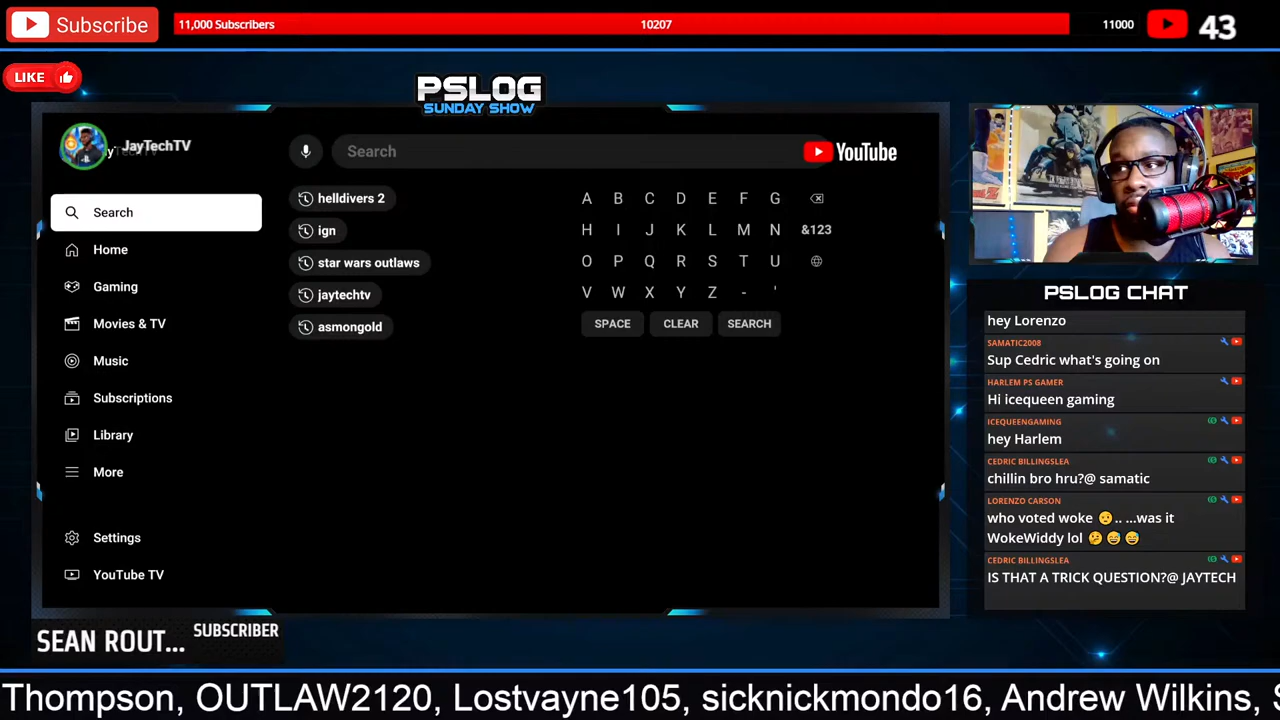 Subscribe
11,000 Subscribers
10207
11000
43
LIKE
PSLOG
SUNDAY SHOW
JayTechTV
Search
YouTube
Search
Home
Gaming
Movies & TV
Music
Subscriptions
Library
More
Settings
YouTube TV
helldivers 2
ign
star wars outlaws
jaytechtv
asmongold
A B C D E F G
H I J K L M N &123
O P Q R S T U
V W X Y Z - '
SPACE CLEAR SEARCH
PSLOG CHAT
hey Lorenzo
SAMATIC2008
Sup Cedric what's going on
HARLEM PS GAMER
Hi icequeen gaming
ICEQUEENGAMING
hey Harlem
CEDRIC BILLINGSLEA
chillin bro hru?@ samatic
LORENZO CARSON
who voted woke 🤨.. ...was it
WokeWiddy lol 🤔 😅 😅
CEDRIC BILLINGSLEA
IS THAT A TRICK QUESTION?@ JAYTECH
SEAN ROUT...
SUBSCRIBER
Thompson, OUTLAW2120, Lostvayne105, sicknickmondo16, Andrew Wilkins, S